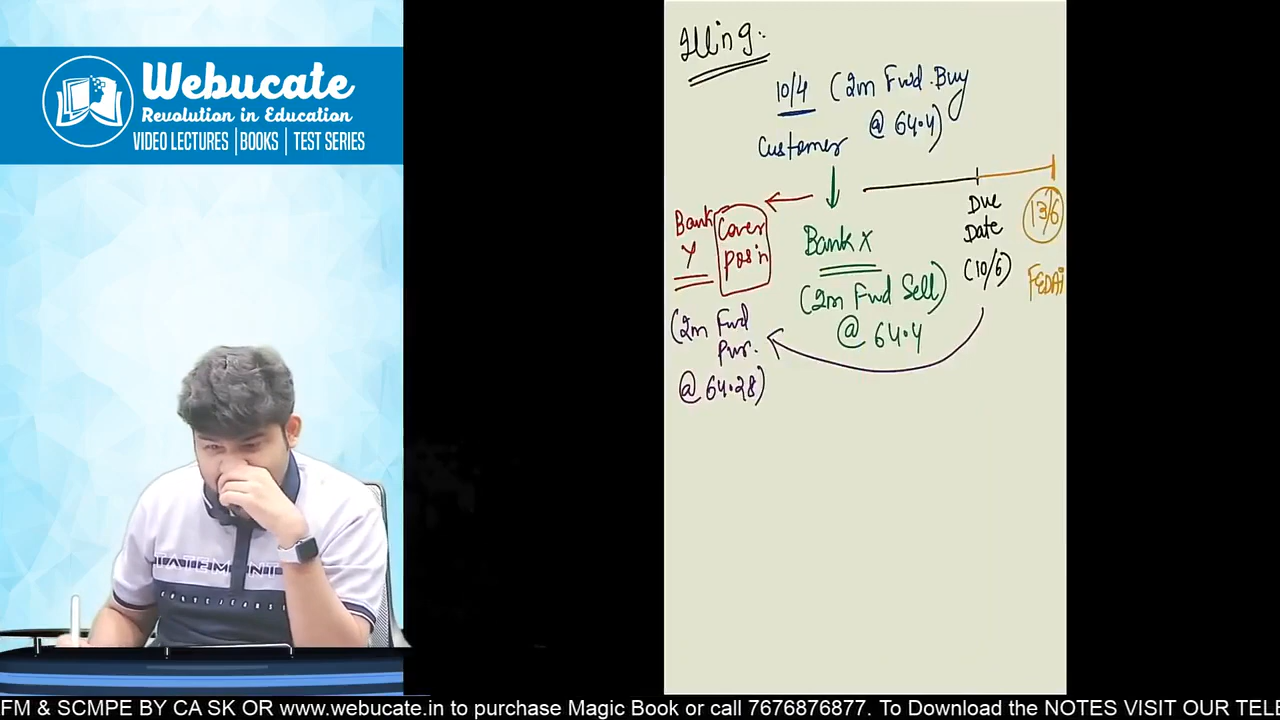 Webucate
Revolution in Education
VIDEO LECTURES | BOOKS | TEST SERIES
10/4 (2m Fwd. Buy
@ 64.4)
Customer
Bank
Y
Cover
pos'n
Bank X
(2m Fwd Sell)
@ 64.4
Due
Date
(10/6)
13/6
FEDAi
(2m Fwd
Pur.
@ 64.28)
TATEMENT
FM & SCMPE BY CA SK OR www.webucate.in to purchase Magic Book or call 7676876877. To Download the NOTES VISIT OUR TELE